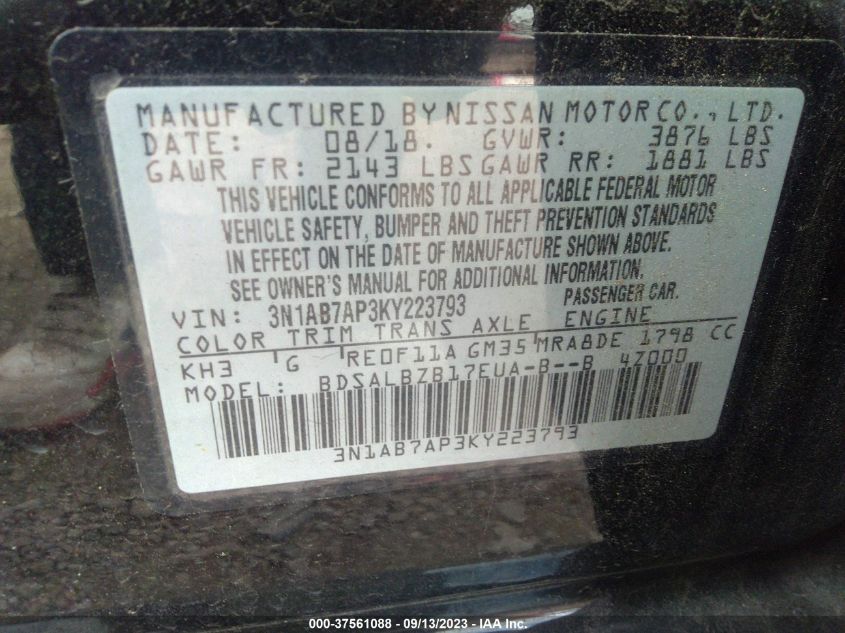 MANUFACTURED BY NISSAN MOTOR CO., LTD.
DATE: 08/18. GVWR: 3876 LBS
GAWR FR: 2143 LBS GAWR RR: 1881 LBS
THIS VEHICLE CONFORMS TO ALL APPLICABLE FEDERAL MOTOR
VEHICLE SAFETY, BUMPER AND THEFT PREVENTION STANDARDS
IN EFFECT ON THE DATE OF MANUFACTURE SHOWN ABOVE.
SEE OWNER'S MANUAL FOR ADDITIONAL INFORMATION.
VIN: 3N1AB7AP3KY223793 PASSENGER CAR.
COLOR TRIM TRANS AXLE ENGINE
KH3 G RE0F11A GM35 MRA8DE 1798 CC
MODEL: BDSALBZB17EUA-B--B 4Z000
3N1AB7AP3KY223793
000-37561088 - 09/13/2023 - IAA Inc.